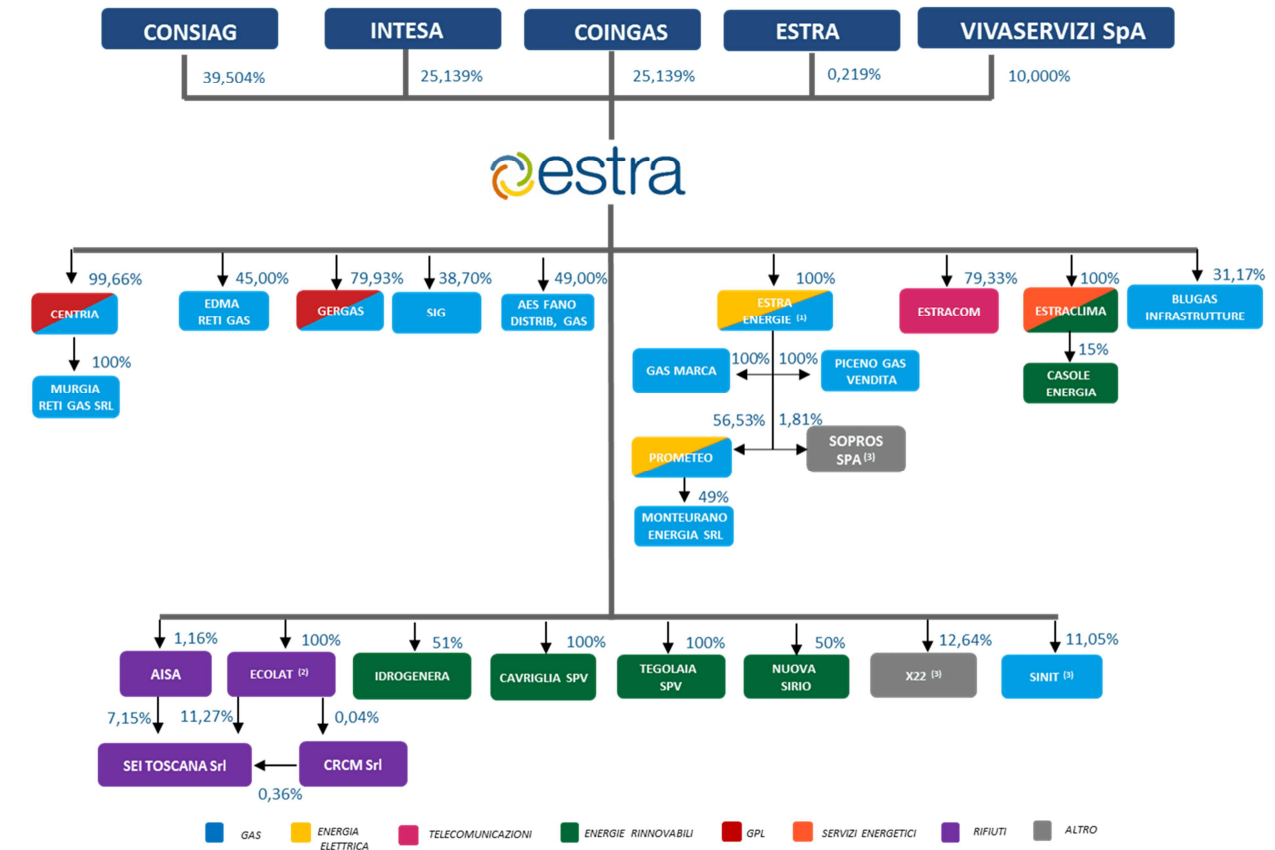 CONSIAG
INTESA
COINGAS
ESTRA
VIVASERVIZI SpA
39,504%
25,139%
25,139%
0,219%
10,000%
estra
99,66%
45,00%
79,93%
38,70%
49,00%
100%
79,33%
100%
31,17%
CENTRIA
EDMA
RETI GAS
GERGAS
SIG
AES FANO
DISTRIB, GAS
ESTRA
ENERGIE (1)
ESTRACOM
ESTRACLIMA
BLUGAS
INFRASTRUTTURE
100%
MURGIA
RETI GAS SRL
GAS MARCA
100%
100%
PICENO GAS
VENDITA
15%
CASOLE
ENERGIA
56,53%
1,81%
PROMETEO
SOPROS
SPA (3)
49%
MONTEURANO
ENERGIA SRL
1,16%
100%
51%
100%
100%
50%
12,64%
11,05%
AISA
ECOLAT (2)
IDROGENERA
CAVRIGLIA SPV
TEGOLAIA
SPV
NUOVA
SIRIO
X22 (3)
SINIT (3)
7,15%
11,27%
0,04%
SEI TOSCANA Srl
CRCM Srl
0,36%
GAS
ENERGIA
ELETTRICA
TELECOMUNICAZIONI
ENERGIE RINNOVABILI
GPL
SERVIZI ENERGETICI
RIFIUTI
ALTRO